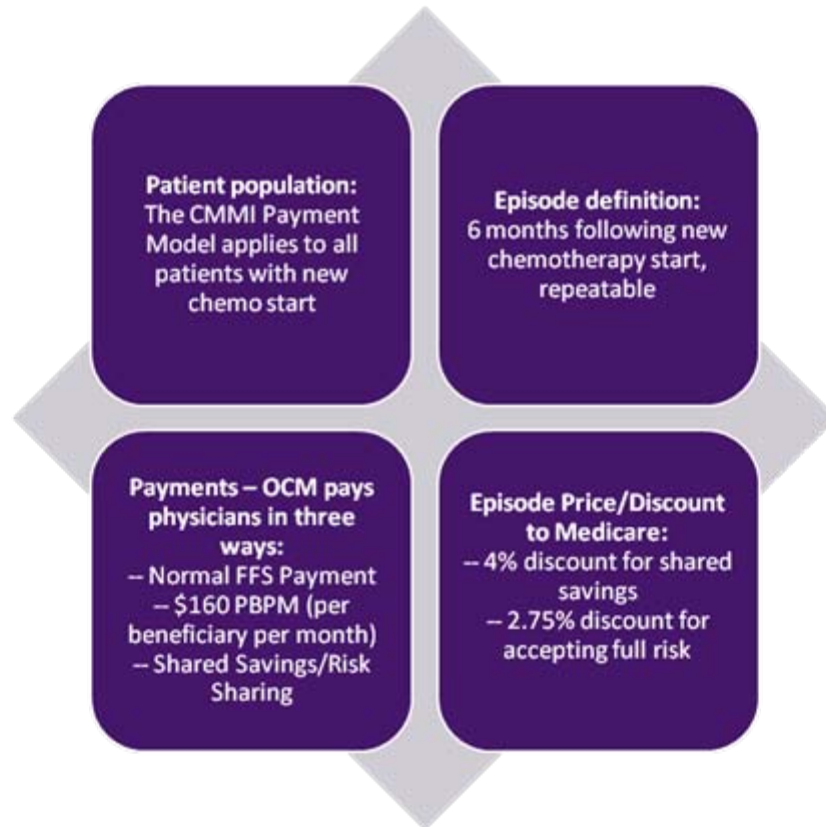 Patient population:
The CMMI Payment
Model applies to all
patients with new
chemo start
Episode definition:
6 months following new
chemotherapy start,
repeatable
Payments – OCM pays
physicians in three
ways:
-- Normal FFS Payment
-- $160 PBPM (per
beneficiary per month)
-- Shared Savings/Risk
Sharing
Episode Price/Discount
to Medicare:
-- 4% discount for shared
savings
-- 2.75% discount for
accepting full risk